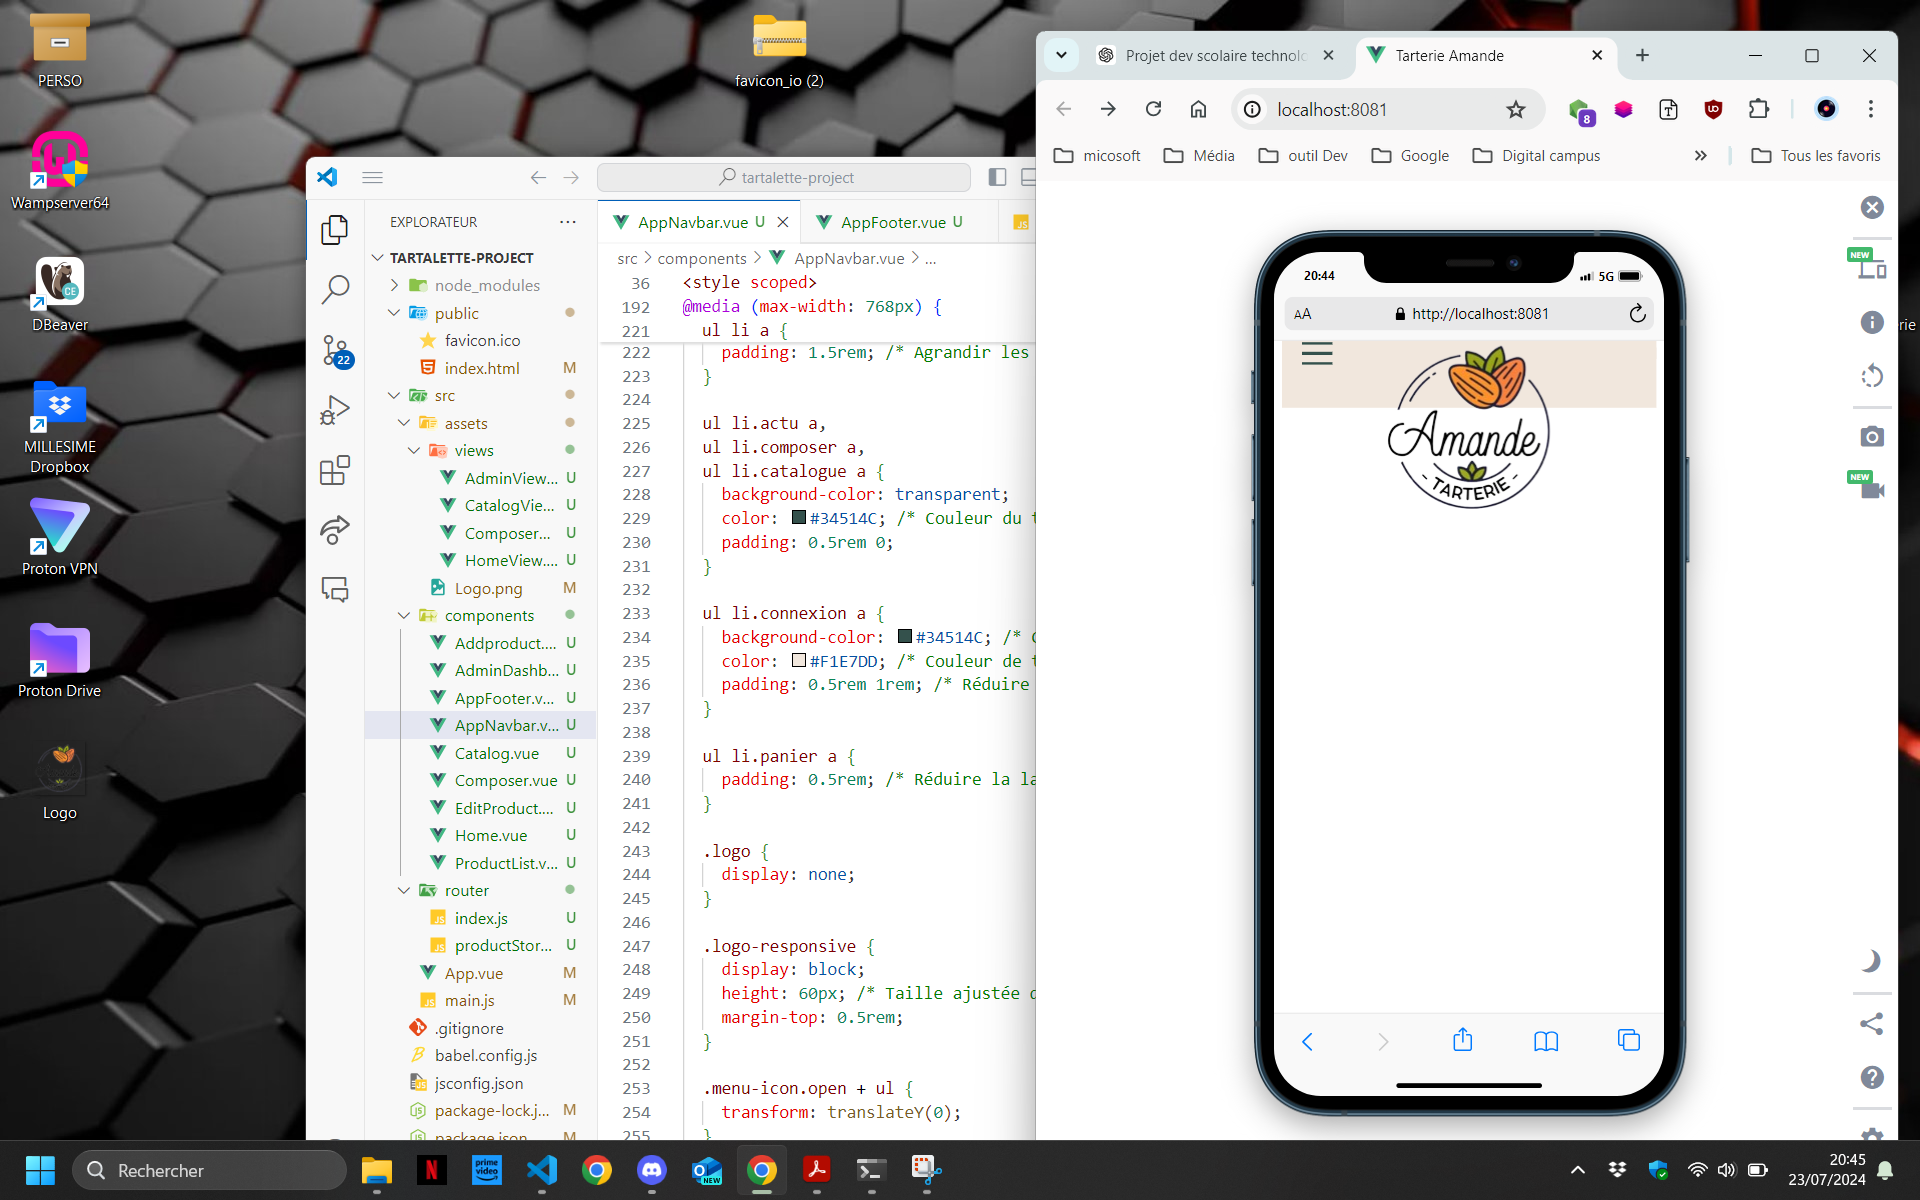 PERSO
Wampserver64
DBeaver
MILLESIME
Dropbox
Proton VPN
Proton Drive
Logo
favicon_io (2)
tartalette-project
EXPLORATEUR
TARTALETTE-PROJECT
node_modules
public
favicon.ico
index.html M
src
assets
views
AdminView... U
CatalogVie... U
Composer... U
HomeView.... U
Logo.png M
components
Addproduct.... U
AdminDashb... U
AppFooter.v... U
AppNavbar.v... U
Catalog.vue U
Composer.vue U
EditProduct.... U
Home.vue U
ProductList.v... U
router
index.js U
productStor... U
App.vue M
main.js M
.gitignore
babel.config.js
jsconfig.json
package-lock.j... M
package.json M
22
AppNavbar.vue U
AppFooter.vue U
src > components > AppNavbar.vue > ...
36 <style scoped>
192 @media (max-width: 768px) {
221 ul li a {
222 padding: 1.5rem; /* Agrandir les
223 }
224
225 ul li.actu a,
226 ul li.composer a,
227 ul li.catalogue a {
228 background-color: transparent;
229 color: #34514C; /* Couleur du t
230 padding: 0.5rem 0;
231 }
232
233 ul li.connexion a {
234 background-color: #34514C; /* C
235 color: #F1E7DD; /* Couleur de t
236 padding: 0.5rem 1rem; /* Réduire
237 }
238
239 ul li.panier a {
240 padding: 0.5rem; /* Réduire la la
241 }
242
243 .logo {
244 display: none;
245 }
246
247 .logo-responsive {
248 display: block;
249 height: 60px; /* Taille ajustée d
250 margin-top: 0.5rem;
251 }
252
253 .menu-icon.open + ul {
254 transform: translateY(0);
255 }
Projet dev scolaire technolo
Tarterie Amande
localhost:8081
8
micosoft
Média
outil Dev
Google
Digital campus
Tous les favoris
NEW
NEW
rie
20:44
5G
AA
http://localhost:8081
Amande
- TARTERIE -
Rechercher
prime
video
NEW
20:45
23/07/2024